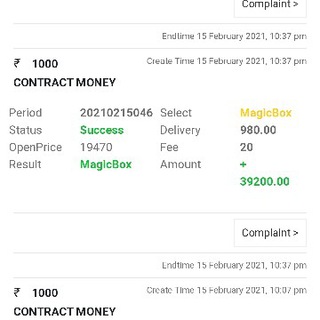 Complaint >
Endtime 15 February 2021, 10:37 pm
₹ 1000 Create Time 15 February 2021, 10:37 pm
CONTRACT MONEY
Period 20210215046 Select MagicBox
Status Success Delivery 980.00
OpenPrice 19470 Fee 20
Result MagicBox Amount +
39200.00
Complaint >
Endtime 15 February 2021, 10:37 pm
₹ 1000 Create Time 15 February 2021, 10:07 pm
CONTRACT MONEY